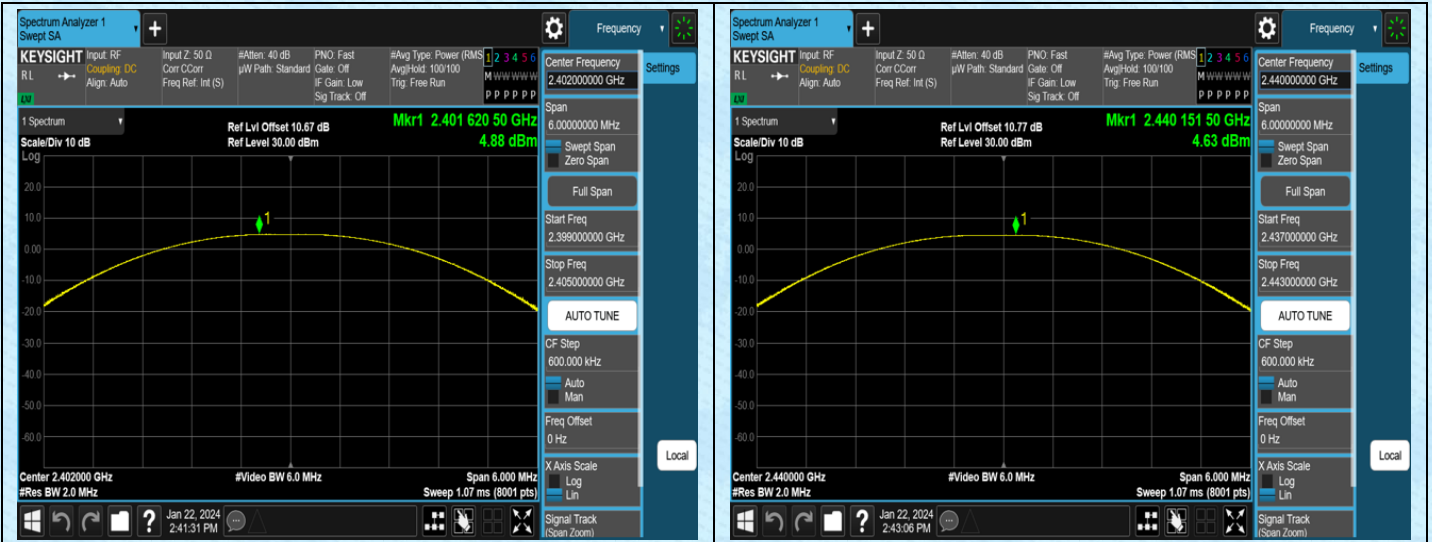 Spectrum Analyzer 1
Swept SA
+
Frequency
KEYSIGHT
RL
LXI
Input: RF
Coupling: DC
Align: Auto
Input Z: 50 Ω
Corr CCorr
Freq Ref: Int (S)
#Atten: 40 dB
µW Path: Standard
PNO: Fast
Gate: Off
IF Gain: Low
Sig Track: Off
#Avg Type: Power (RMS
Avg|Hold: 100/100
Trig: Free Run
1 2 3 4 5 6
M W W W W W
P P P P P P
Center Frequency
2.402000000 GHz
Settings
1 Spectrum
Scale/Div 10 dB
Log
Ref Lvl Offset 10.67 dB
Ref Level 30.00 dBm
Mkr1 2.401 620 50 GHz
4.88 dBm
Span
6.00000000 MHz
Swept Span
Zero Span
Full Span
Start Freq
2.399000000 GHz
Stop Freq
2.405000000 GHz
AUTO TUNE
CF Step
600.000 kHz
Auto
Man
Freq Offset
0 Hz
X Axis Scale
Log
Lin
Signal Track
(Span Zoom)
Local
20.0
10.0
0.00
-10.0
-20.0
-30.0
-40.0
-50.0
-60.0
1
Center 2.402000 GHz
#Res BW 2.0 MHz
#Video BW 6.0 MHz
Span 6.000 MHz
Sweep 1.07 ms (8001 pts)
?
Jan 22, 2024
2:41:31 PM
Spectrum Analyzer 1
Swept SA
+
Frequency
KEYSIGHT
RL
LXI
Input: RF
Coupling: DC
Align: Auto
Input Z: 50 Ω
Corr CCorr
Freq Ref: Int (S)
#Atten: 40 dB
µW Path: Standard
PNO: Fast
Gate: Off
IF Gain: Low
Sig Track: Off
#Avg Type: Power (RMS
Avg|Hold: 100/100
Trig: Free Run
1 2 3 4 5 6
M W W W W W
P P P P P P
Center Frequency
2.440000000 GHz
Settings
1 Spectrum
Scale/Div 10 dB
Log
Ref Lvl Offset 10.77 dB
Ref Level 30.00 dBm
Mkr1 2.440 151 50 GHz
4.63 dBm
Span
6.00000000 MHz
Swept Span
Zero Span
Full Span
Start Freq
2.437000000 GHz
Stop Freq
2.443000000 GHz
AUTO TUNE
CF Step
600.000 kHz
Auto
Man
Freq Offset
0 Hz
X Axis Scale
Log
Lin
Signal Track
(Span Zoom)
Local
20.0
10.0
0.00
-10.0
-20.0
-30.0
-40.0
-50.0
-60.0
1
Center 2.440000 GHz
#Res BW 2.0 MHz
#Video BW 6.0 MHz
Span 6.000 MHz
Sweep 1.07 ms (8001 pts)
?
Jan 22, 2024
2:43:06 PM